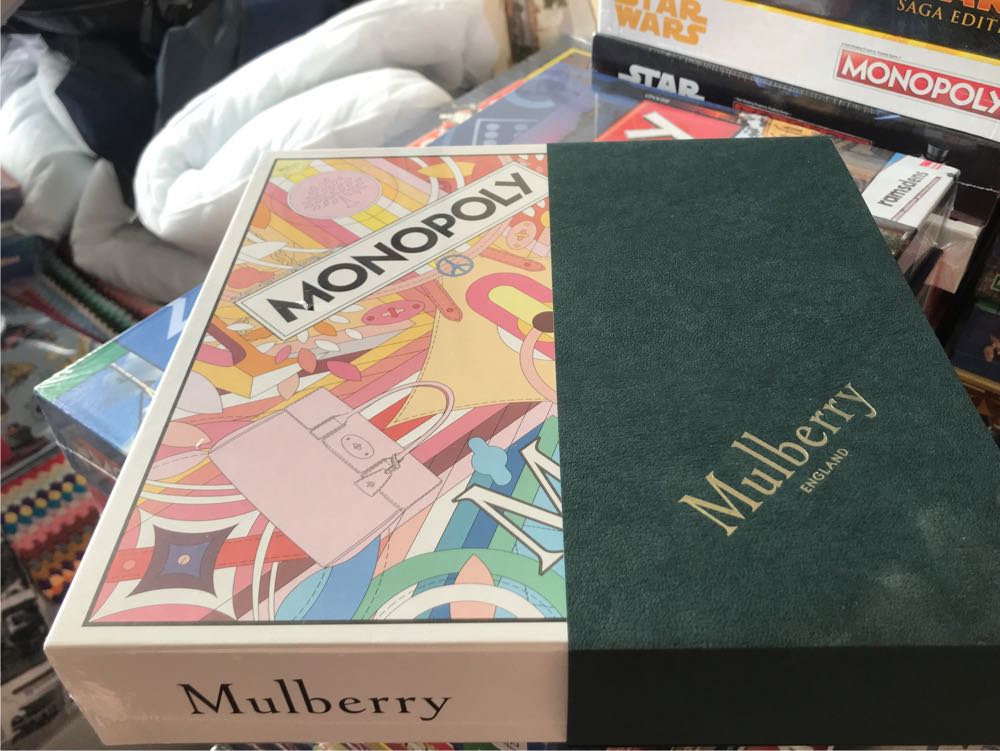 STAR
WARS
SAGA EDITI
STAR
MONOPOLY
ramsdens
MONOPOLY
M
Mulberry
ENGLAND
Mulberry